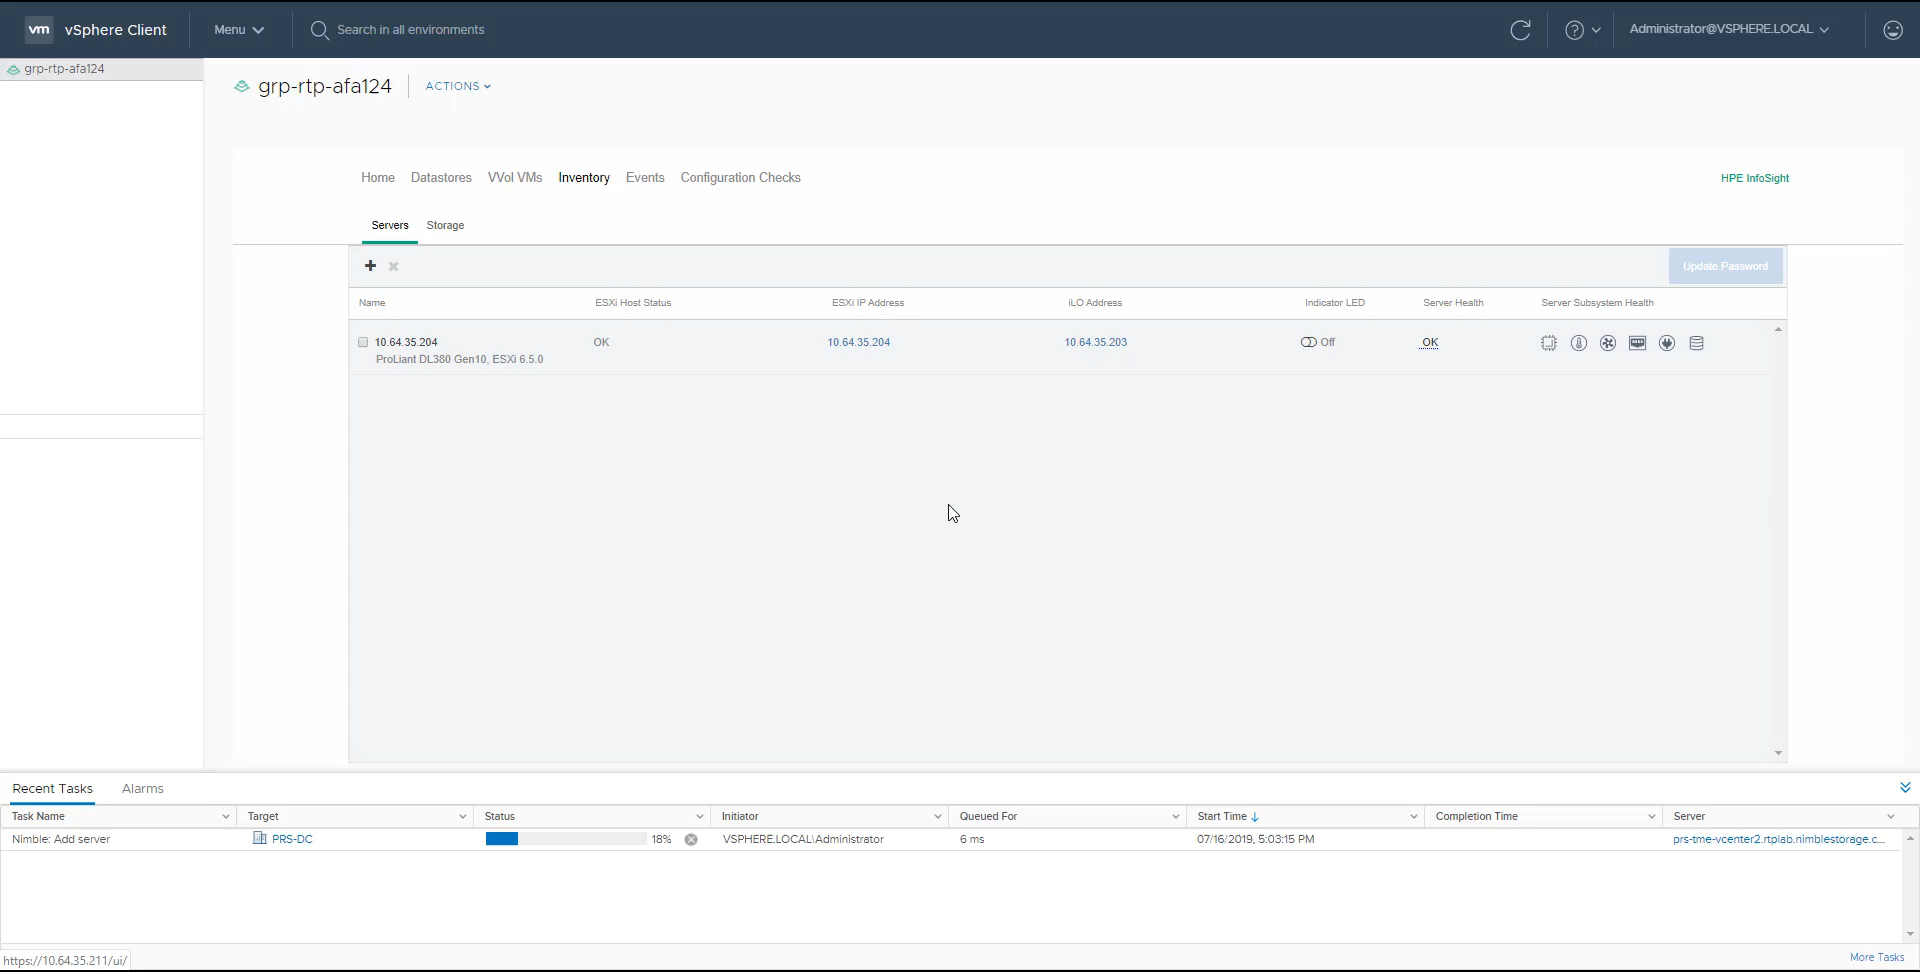 vm vSphere Client Menu Search in all environments Administrator@VSPHERE.LOCAL
grp-rtp-afa124
grp-rtp-afa124 ACTIONS
Home Datastores VVol VMs Inventory Events Configuration Checks HPE InfoSight
Servers Storage
Update Password
Name ESXi Host Status ESXi IP Address iLO Address Indicator LED Server Health Server Subsystem Health
10.64.35.204 OK 10.64.35.204 10.64.35.203 Off OK
ProLiant DL380 Gen10, ESXi 6.5.0
Recent Tasks Alarms
Task Name Target Status Initiator Queued For Start Time Completion Time Server
Nimble: Add server PRS-DC 18% VSPHERE.LOCAL\Administrator 6 ms 07/16/2019, 5:03:15 PM prs-tme-vcenter2.rtplab.nimblestorage.c...
https://10.64.35.211/ui/
More Tasks